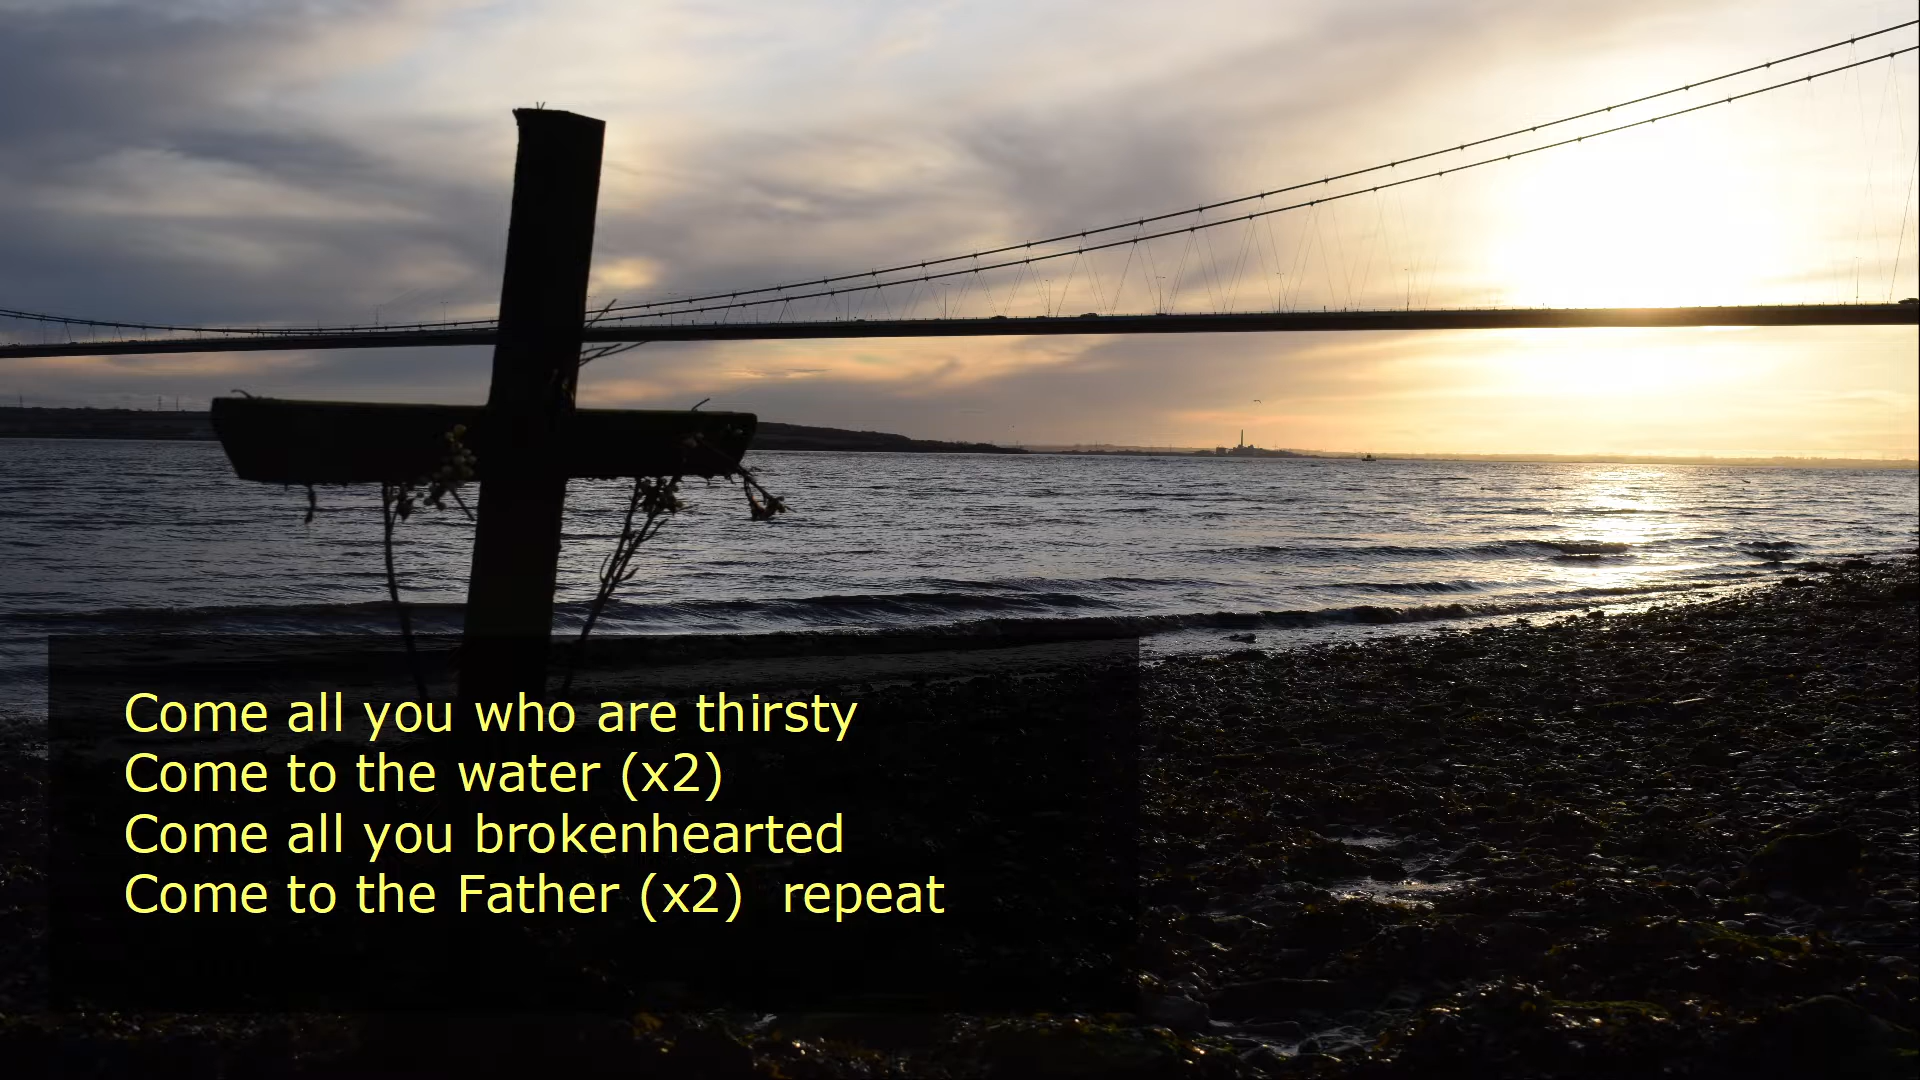 Come all you who are thirsty
Come to the water (x2)
Come all you brokenhearted
Come to the Father (x2)  repeat